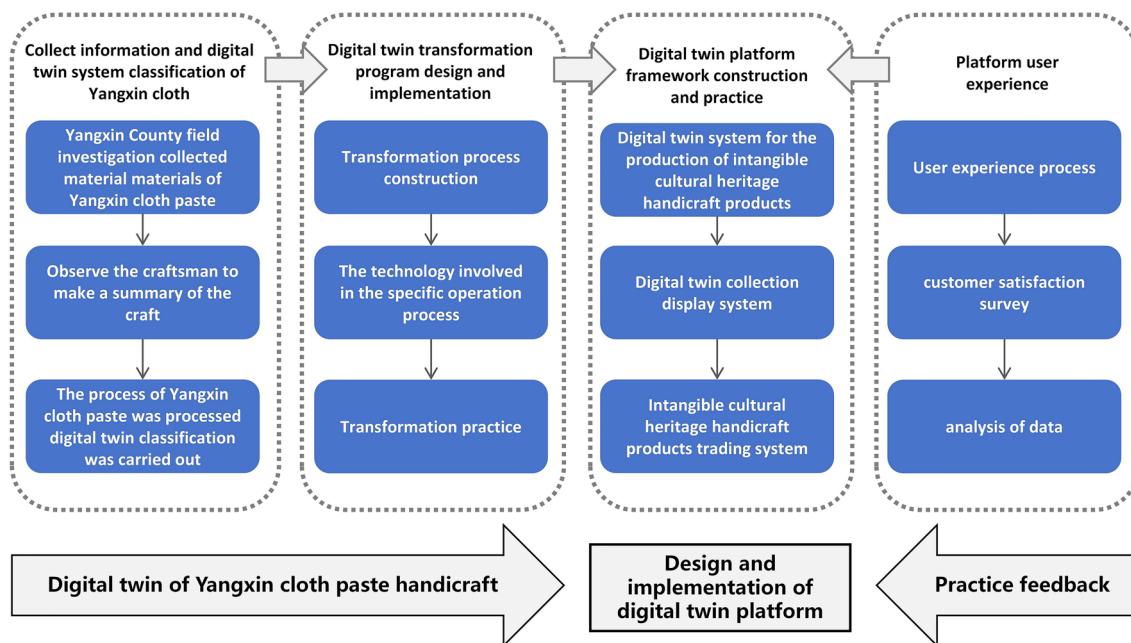 Collect information and digital
twin system classification of
Yangxin cloth
Yangxin County field
investigation collected
material materials of
Yangxin cloth paste
Observe the craftsman to
make a summary of the
craft
The process of Yangxin
cloth paste was processed
digital twin classification
was carried out
Digital twin transformation
program design and
implementation
Transformation process
construction
The technology involved
in the specific operation
process
Transformation practice
Digital twin platform
framework construction
and practice
Digital twin system for the
production of intangible
cultural heritage
handicraft products
Digital twin collection
display system
Intangible cultural
heritage handicraft
products trading system
Platform user
experience
User experience process
customer satisfaction
survey
analysis of data
Digital twin of Yangxin cloth paste handicraft
Design and
implementation of
digital twin platform
Practice feedback